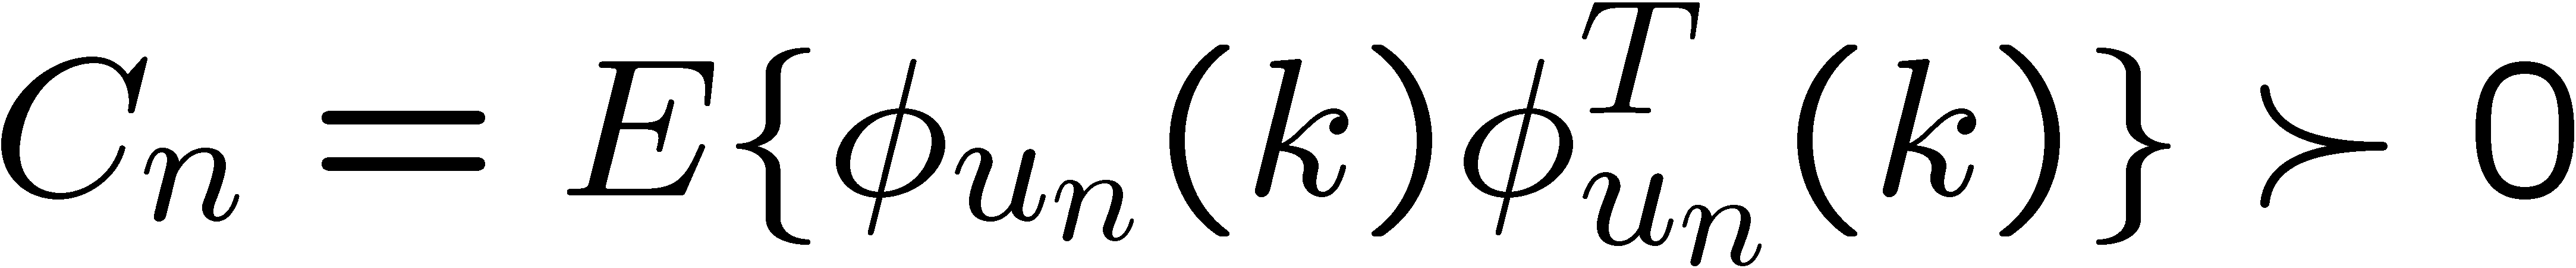 $C_n = E\{\phi_{u_n}(k)\phi_{u_n}^T(k)\} \succ 0$